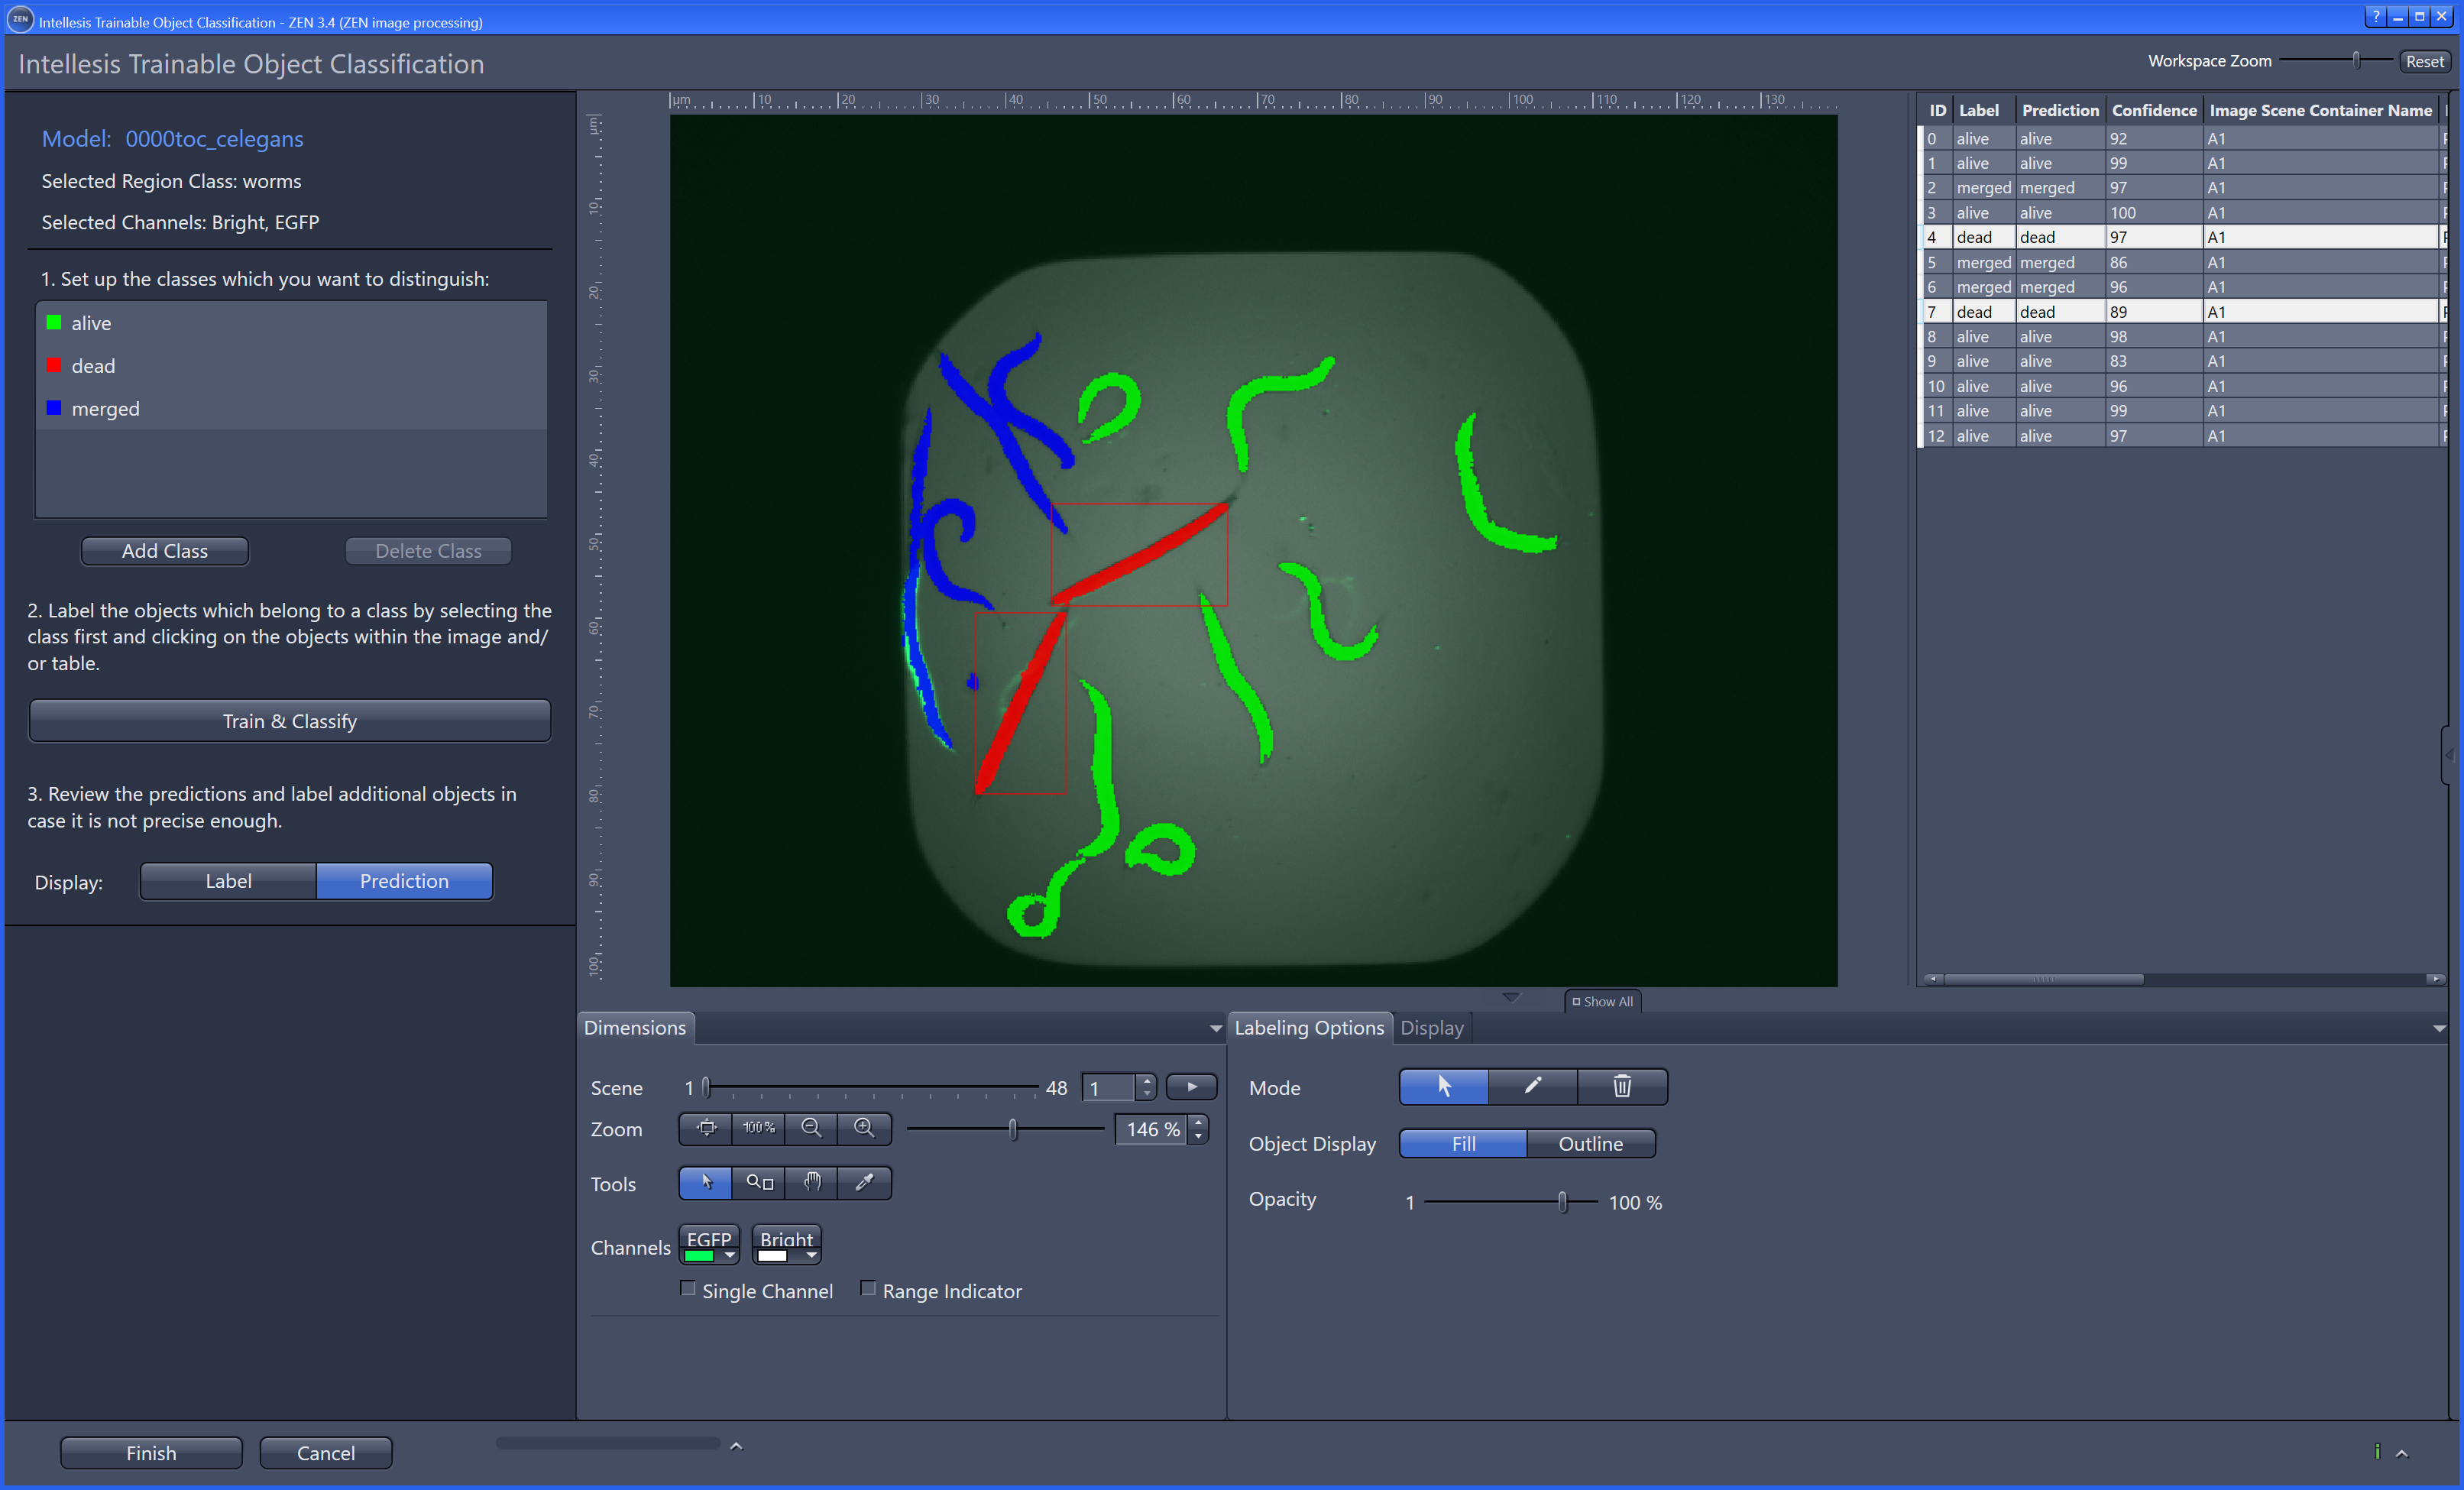 ZEN
Intellesis Trainable Object Classification - ZEN 3.4 (ZEN image processing)
Intellesis Trainable Object Classification
Workspace Zoom
Reset
Model: 0000toc_celegans
Selected Region Class: worms
Selected Channels: Bright, EGFP
1. Set up the classes which you want to distinguish:
alive
dead
merged
Add Class
Delete Class
2. Label the objects which belong to a class by selecting the
class first and clicking on the objects within the image and/
or table.
Train & Classify
3. Review the predictions and label additional objects in
case it is not precise enough.
Display:
Label
Prediction
µm 10 20 30 40 50 60 70 80 90 100 110 120 130
µm
10
20
30
40
50
60
70
80
90
100
ID Label Prediction Confidence Image Scene Container Name
0 alive alive 92 A1
1 alive alive 99 A1
2 merged merged 97 A1
3 alive alive 100 A1
4 dead dead 97 A1
5 merged merged 86 A1
6 merged merged 96 A1
7 dead dead 89 A1
8 alive alive 98 A1
9 alive alive 83 A1
10 alive alive 96 A1
11 alive alive 99 A1
12 alive alive 97 A1
Show All
Dimensions
Scene 1 48 1
Zoom 100% 146 %
Tools
Channels EGFP Bright
Single Channel Range Indicator
Labeling Options Display
Mode
Object Display Fill Outline
Opacity 1 100 %
Finish
Cancel